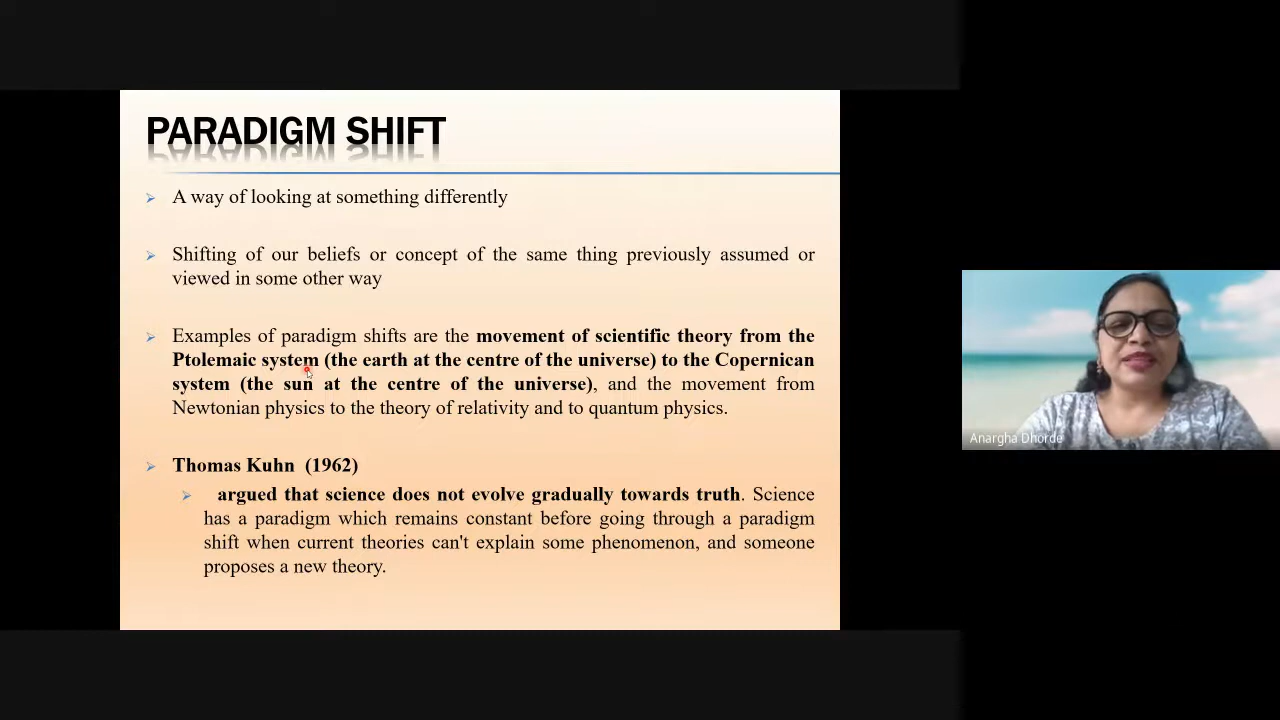 PARADIGM SHIFT
A way of looking at something differently
Shifting of our beliefs or concept of the same thing previously assumed or
viewed in some other way
Examples of paradigm shifts are the movement of scientific theory from the
Ptolemaic system (the earth at the centre of the universe) to the Copernican
system (the sun at the centre of the universe), and the movement from
Newtonian physics to the theory of relativity and to quantum physics.
Thomas Kuhn (1962)
argued that science does not evolve gradually towards truth. Science
has a paradigm which remains constant before going through a paradigm
shift when current theories can't explain some phenomenon, and someone
proposes a new theory.
Anargha Dhorde